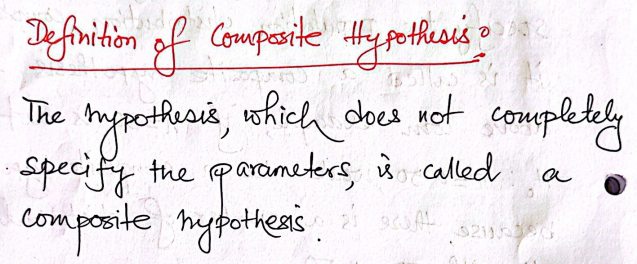 Definition of Composite Hypothesis:
The hypothesis, which does not completely
specify the parameters, is called a
composite hypothesis.